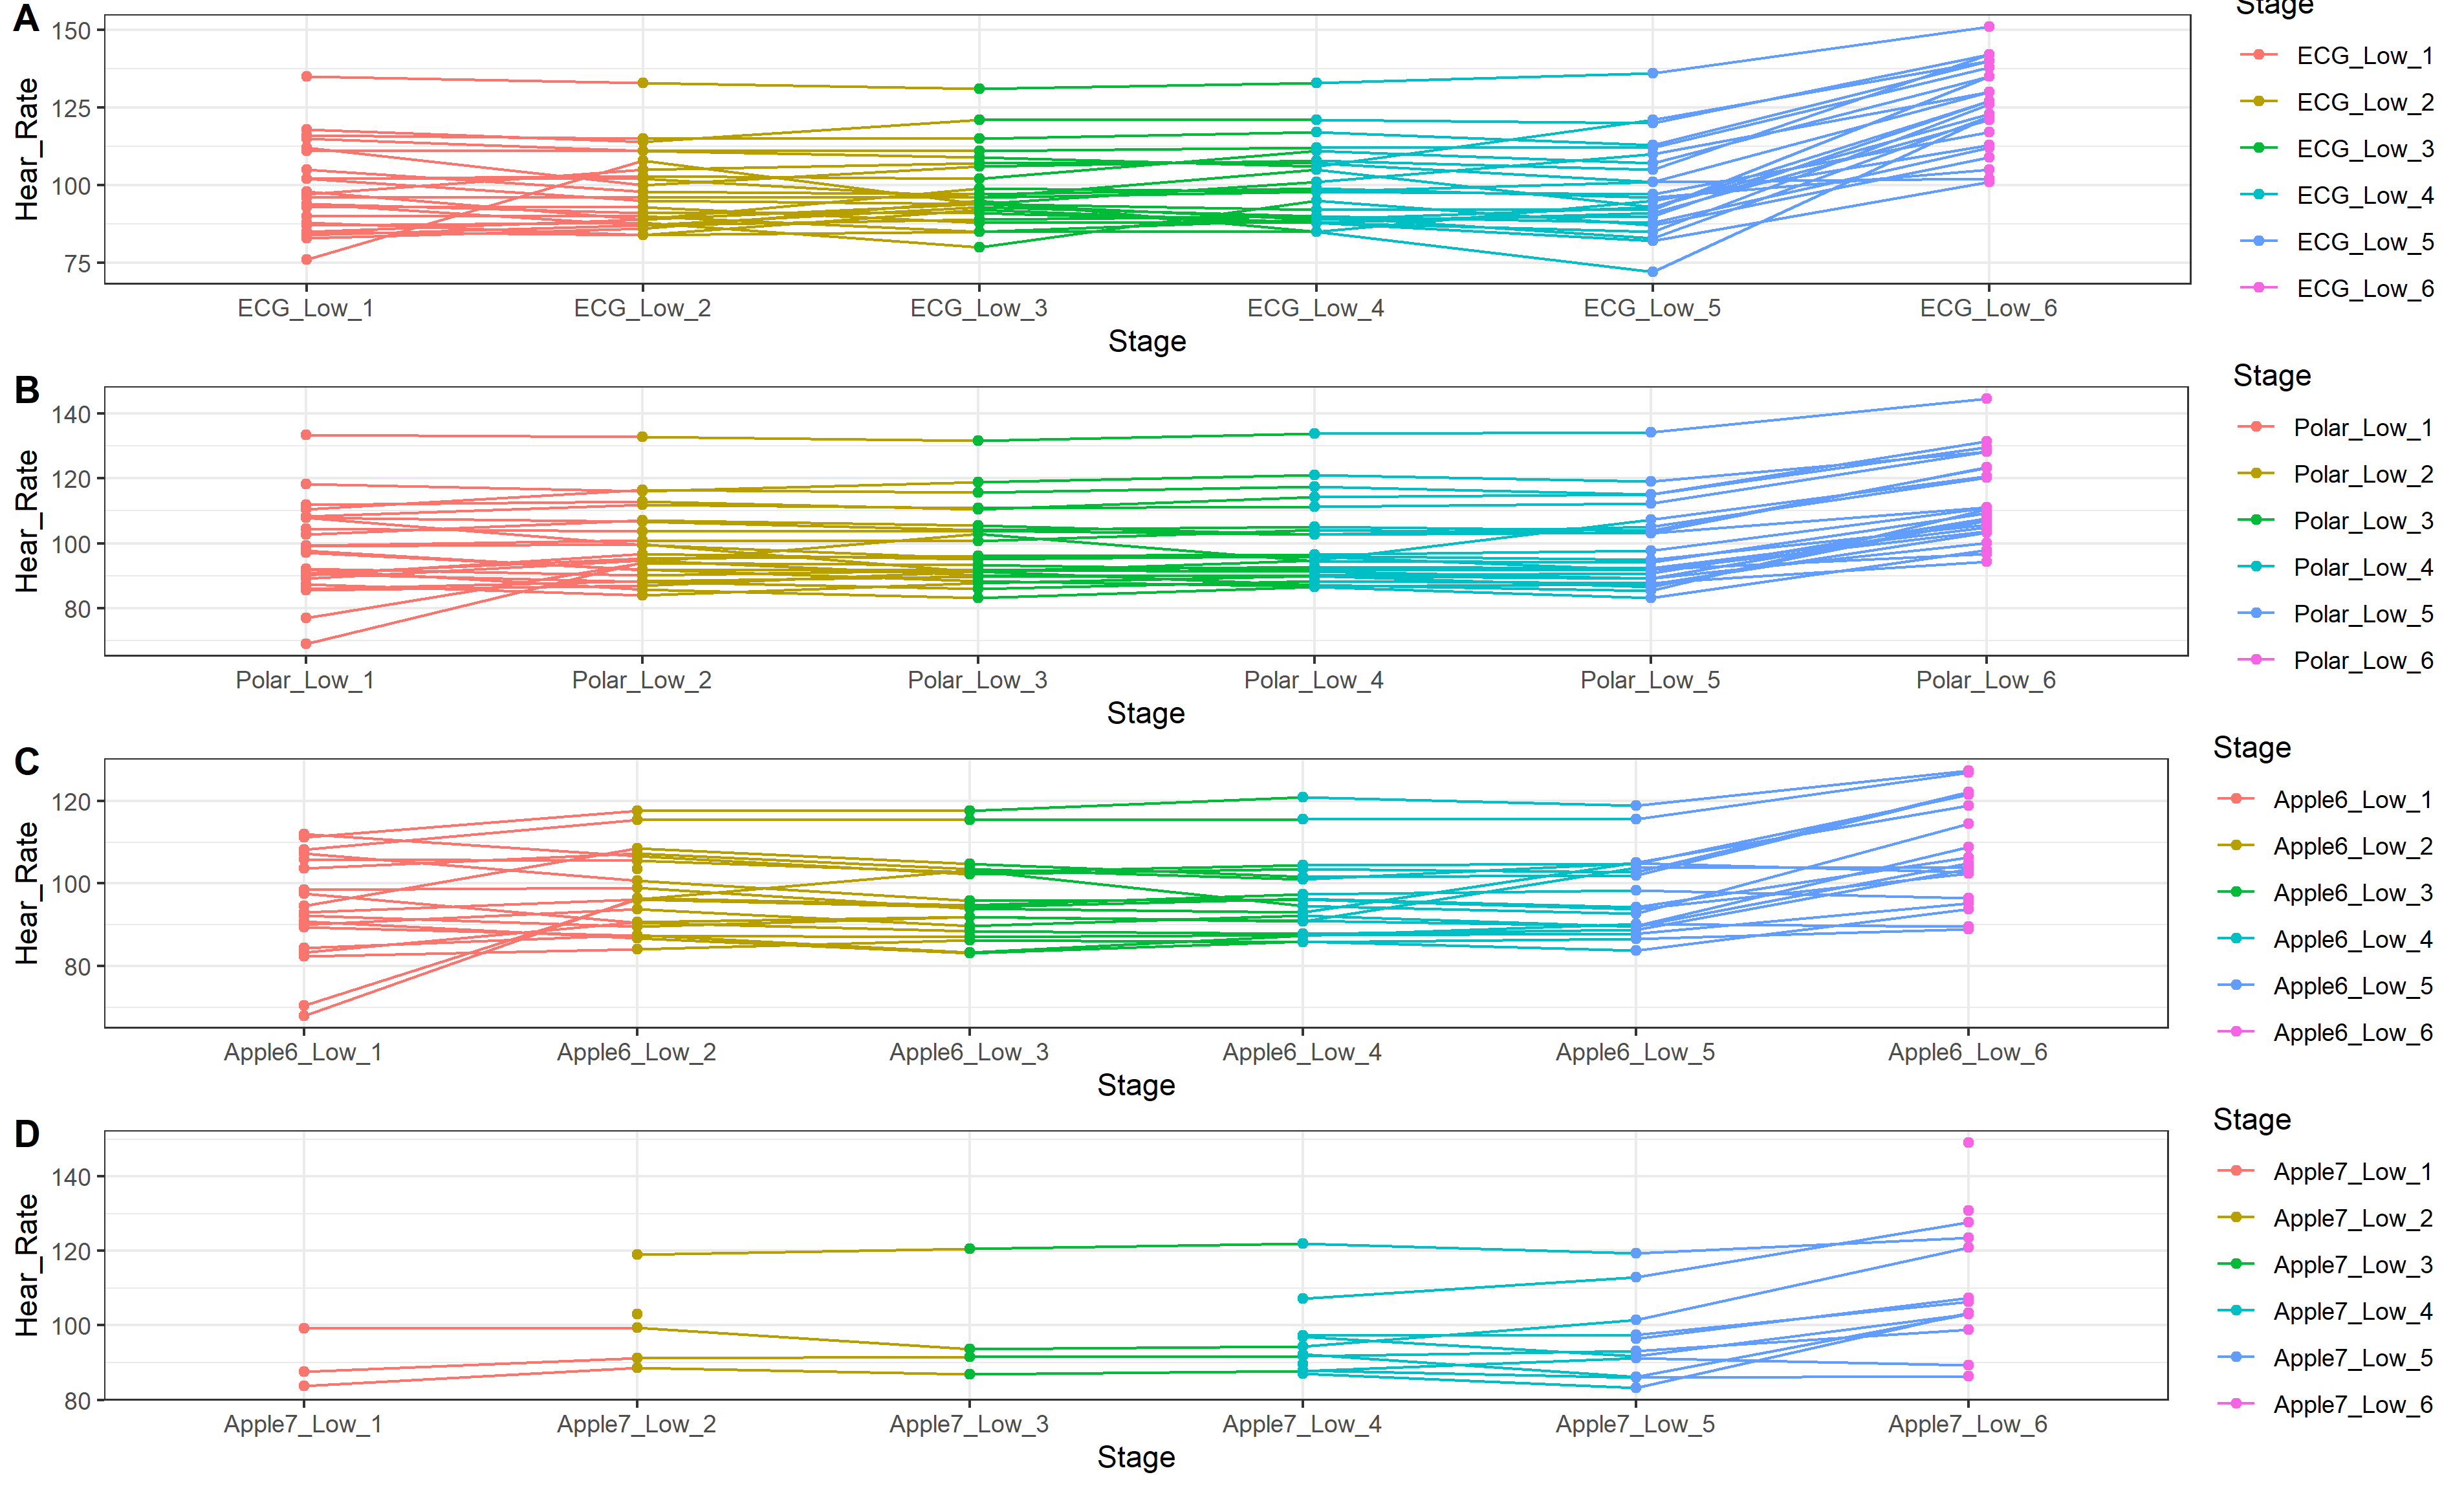 A
Stage
150
125
100
75
Hear_Rate
ECG_Low_1
ECG_Low_2
ECG_Low_3
ECG_Low_4
ECG_Low_5
ECG_Low_6
Stage
ECG_Low_1
ECG_Low_2
ECG_Low_3
ECG_Low_4
ECG_Low_5
ECG_Low_6
B
Stage
140
120
100
80
Hear_Rate
Polar_Low_1
Polar_Low_2
Polar_Low_3
Polar_Low_4
Polar_Low_5
Polar_Low_6
Stage
Polar_Low_1
Polar_Low_2
Polar_Low_3
Polar_Low_4
Polar_Low_5
Polar_Low_6
C
Stage
120
100
80
Hear_Rate
Apple6_Low_1
Apple6_Low_2
Apple6_Low_3
Apple6_Low_4
Apple6_Low_5
Apple6_Low_6
Stage
Apple6_Low_1
Apple6_Low_2
Apple6_Low_3
Apple6_Low_4
Apple6_Low_5
Apple6_Low_6
D
Stage
140
120
100
80
Hear_Rate
Apple7_Low_1
Apple7_Low_2
Apple7_Low_3
Apple7_Low_4
Apple7_Low_5
Apple7_Low_6
Stage
Apple7_Low_1
Apple7_Low_2
Apple7_Low_3
Apple7_Low_4
Apple7_Low_5
Apple7_Low_6